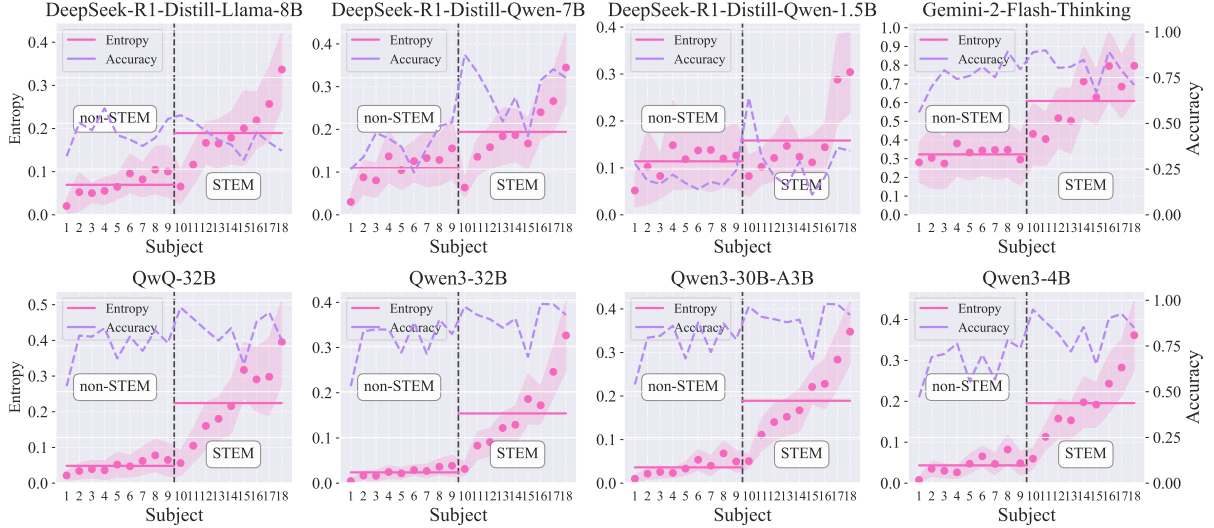 DeepSeek-R1-Distill-Llama-8B DeepSeek-R1-Distill-Qwen-7B DeepSeek-R1-Distill-Qwen-1.5B Gemini-2-Flash-Thinking
Entropy
0.4
0.3
0.2
0.1
0.0
Entropy
Accuracy
non-STEM
STEM
1 2 3 4 5 6 7 8 9 10 11 12 13 14 15 16 17 18
Subject
0.4
0.3
0.2
0.1
0.0
Entropy
Accuracy
non-STEM
STEM
1 2 3 4 5 6 7 8 9 10 11 12 13 14 15 16 17 18
Subject
0.4
0.3
0.2
0.1
0.0
Entropy
Accuracy
non-STEM
STEM
1 2 3 4 5 6 7 8 9 10 11 12 13 14 15 16 17 18
Subject
1.0
0.9
0.8
0.7
0.6
0.5
0.4
0.3
0.2
0.1
0.0
Entropy
Accuracy
non-STEM
STEM
1 2 3 4 5 6 7 8 9 10 11 12 13 14 15 16 17 18
Subject
1.00
0.75
0.50
0.25
0.00
Accuracy
QwQ-32B Qwen3-32B Qwen3-30B-A3B Qwen3-4B
Entropy
0.5
0.4
0.3
0.2
0.1
0.0
Entropy
Accuracy
non-STEM
STEM
1 2 3 4 5 6 7 8 9 10 11 12 13 14 15 16 17 18
Subject
0.4
0.3
0.2
0.1
0.0
Entropy
Accuracy
non-STEM
STEM
1 2 3 4 5 6 7 8 9 10 11 12 13 14 15 16 17 18
Subject
0.4
0.3
0.2
0.1
0.0
Entropy
Accuracy
non-STEM
STEM
1 2 3 4 5 6 7 8 9 10 11 12 13 14 15 16 17 18
Subject
0.4
0.3
0.2
0.1
0.0
Entropy
Accuracy
non-STEM
STEM
1 2 3 4 5 6 7 8 9 10 11 12 13 14 15 16 17 18
Subject
1.00
0.75
0.50
0.25
0.00
Accuracy